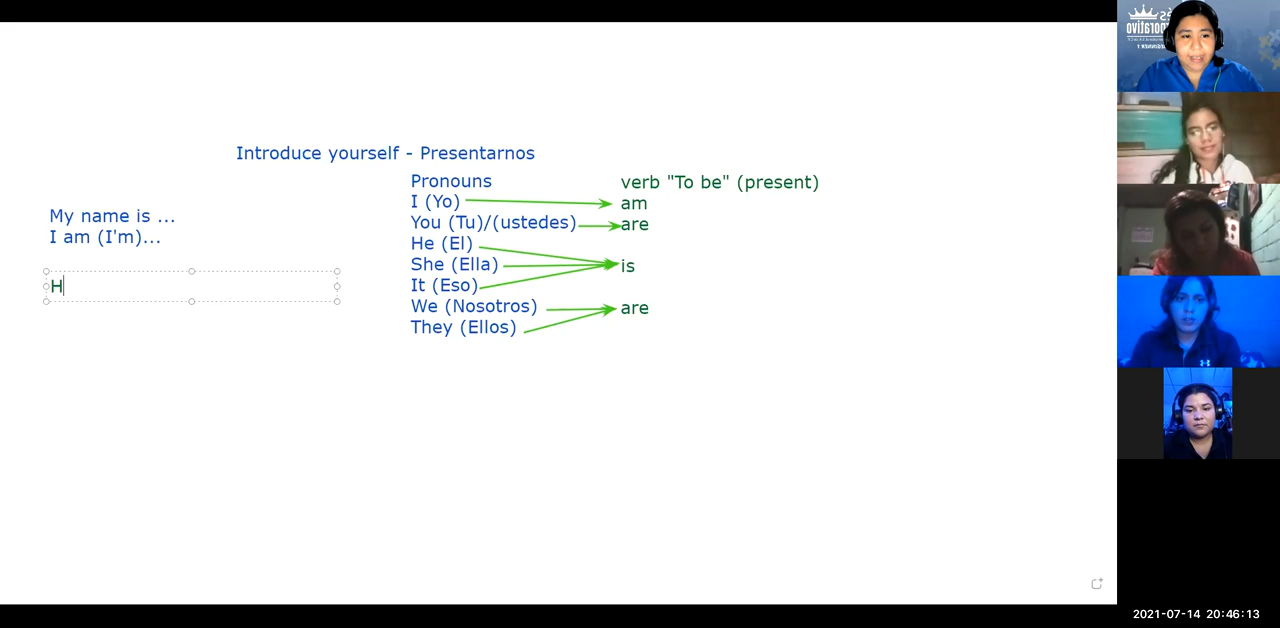 Introduce yourself - Presentarnos
My name is ...
I am (I'm)...
H
Pronouns
I (Yo)
You (Tu)/(ustedes)
He (El)
She (Ella)
It (Eso)
We (Nosotros)
They (Ellos)
verb "To be" (present)
am
are
is
are
2021-07-14 20:46:13